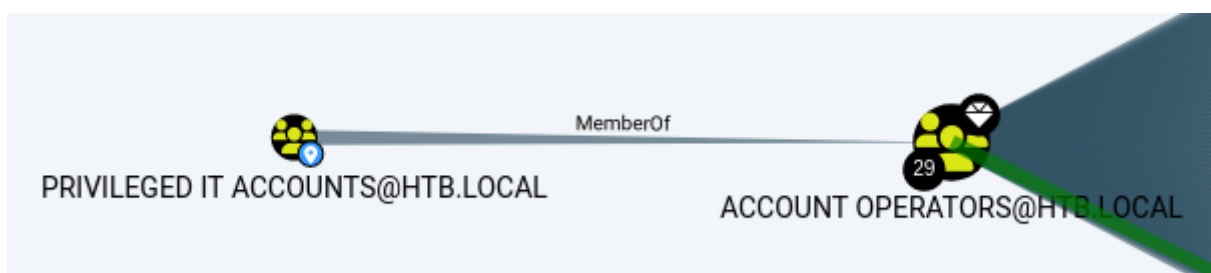 MemberOf
PRIVILEGED IT ACCOUNTS@HTB.LOCAL
29
ACCOUNT OPERATORS@HTB.LOCAL